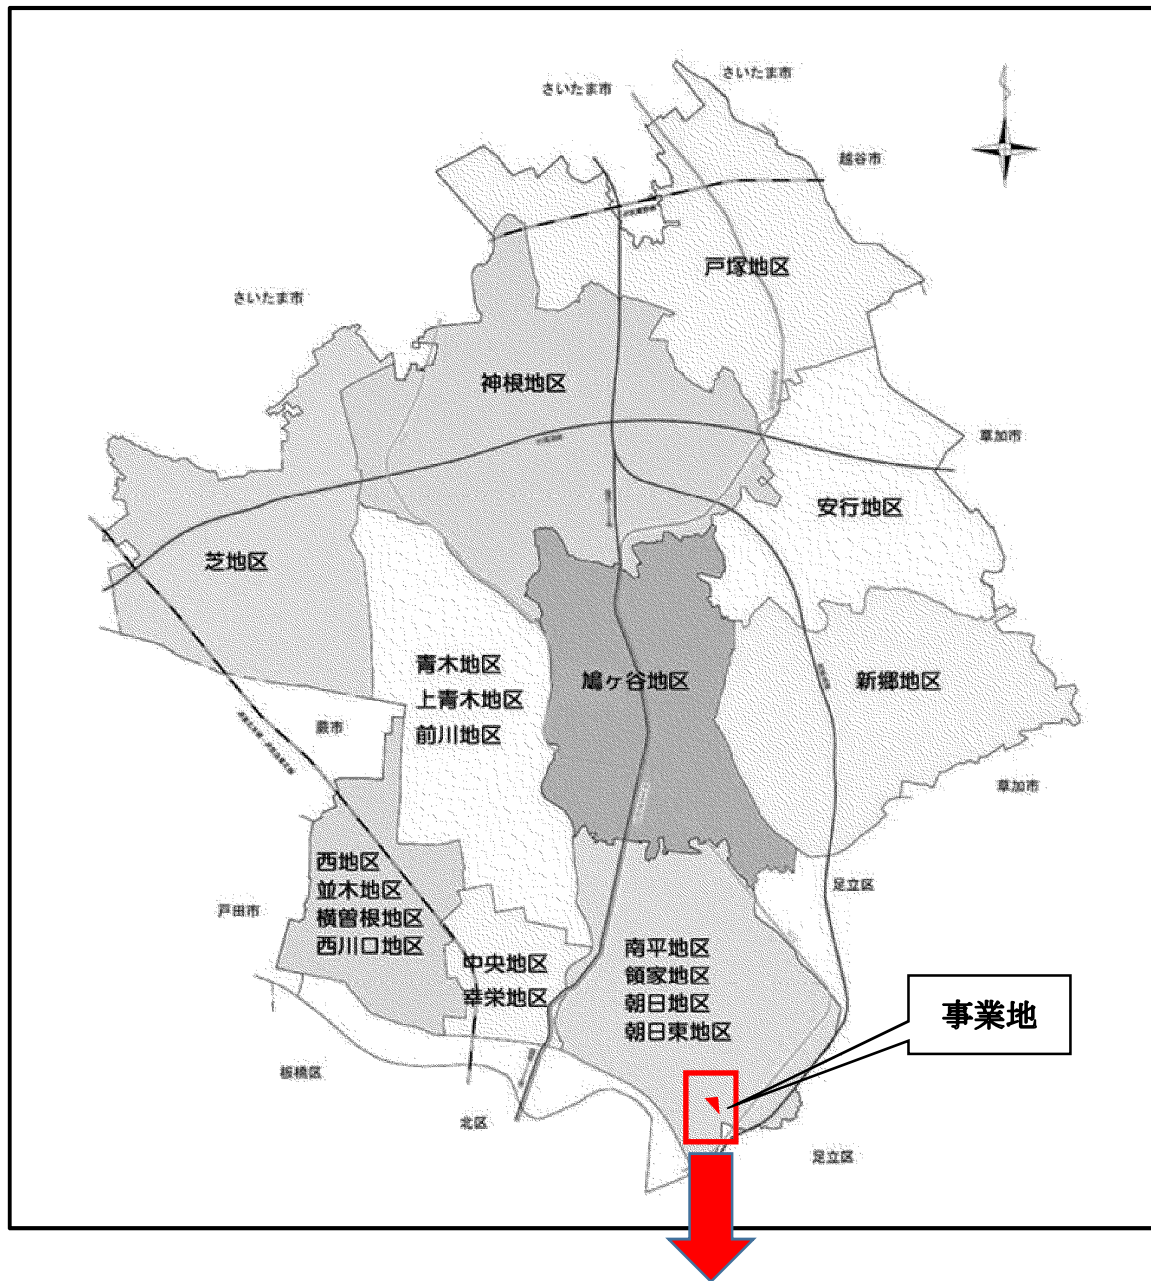 さいたま市
さいたま市
越谷市
戸塚地区
さいたま市
神根地区
草加市
安行地区
芝地区
青木地区
上青木地区
前川地区
鳩ヶ谷地区
新郷地区
蕨市
草加市
西地区
並木地区
横曽根地区
西川口地区
足立区
戸田市
中央地区
幸栄地区
南平地区
領家地区
朝日地区
朝日東地区
事業地
板橋区
北区
足立区